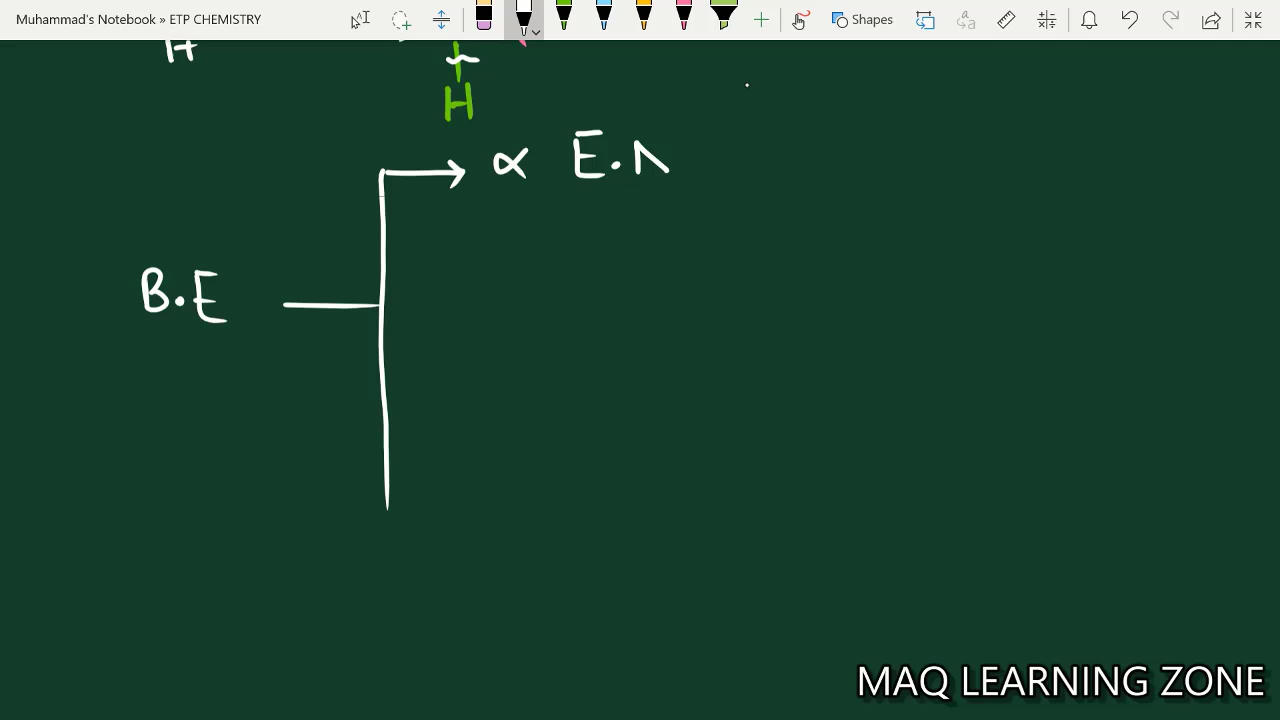 Muhammad's Notebook » ETP CHEMISTRY
Shapes
H
H
∝ E.N
B.E
MAQ LEARNING ZONE